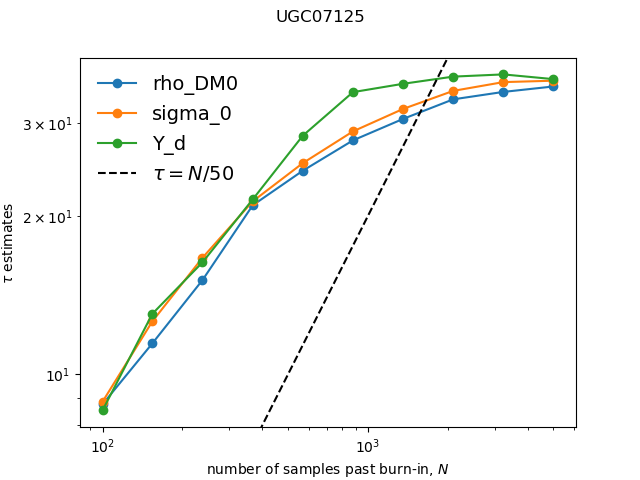 UGC07125
rho_DM0
sigma_0
Y_d
τ = N/50
τ estimates
3 × 10¹
2 × 10¹
10¹
10²
10³
number of samples past burn-in, N